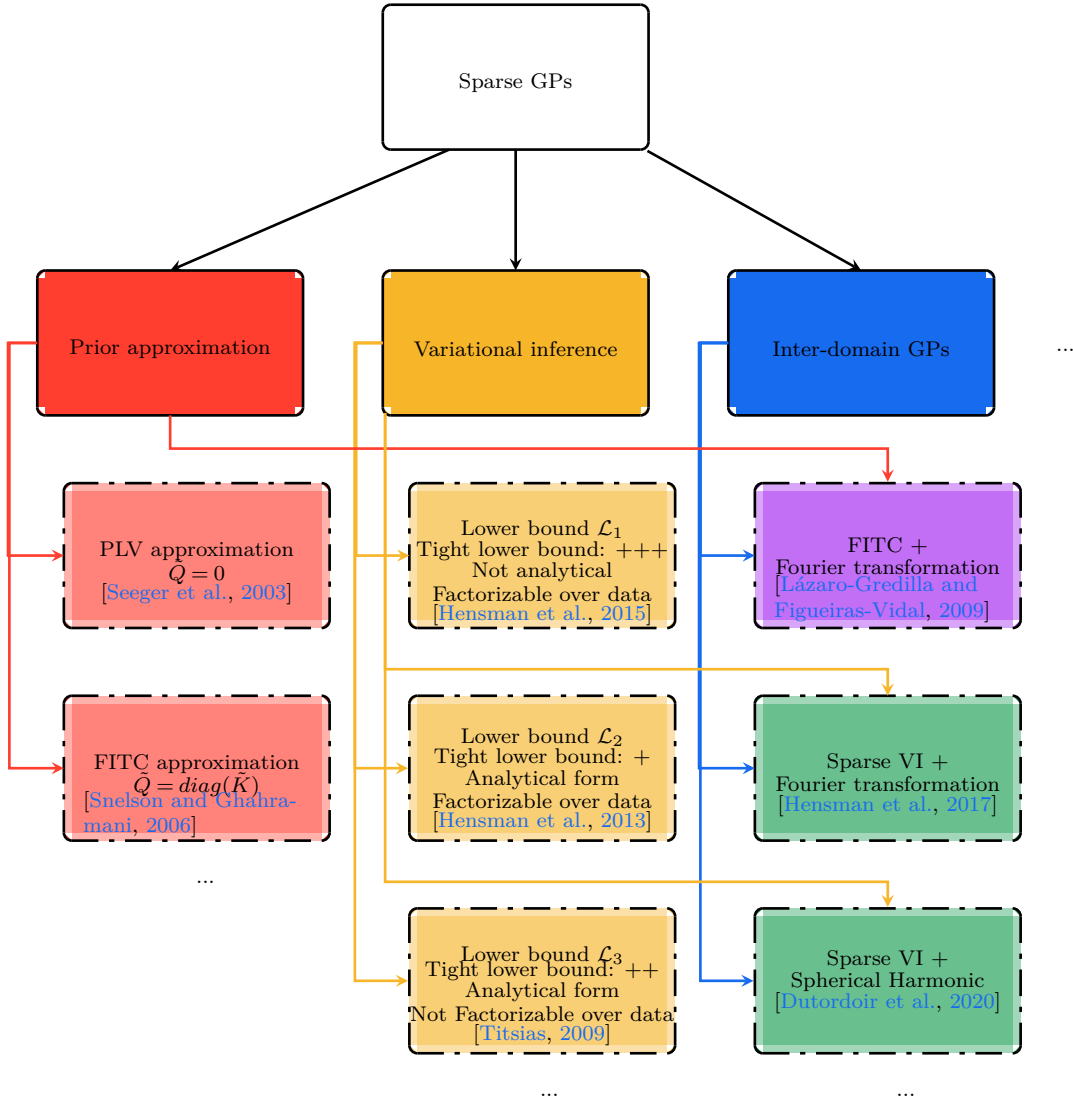 Sparse GPs
Prior approximation
Variational inference
Inter-domain GPs
...
PLV approximation
Q̃ = 0
[Seeger et al., 2003]
Lower bound ℒ₁
Tight lower bound: +++
Not analytical
Factorizable over data
[Hensman et al., 2015]
FITC +
Fourier transformation
[Lázaro-Gredilla and
Figueiras-Vidal, 2009]
FITC approximation
Q̃ = diag(K̃)
[Snelson and Ghahra-
mani, 2006]
Lower bound ℒ₂
Tight lower bound: +
Analytical form
Factorizable over data
[Hensman et al., 2013]
Sparse VI +
Fourier transformation
[Hensman et al., 2017]
...
Lower bound ℒ₃
Tight lower bound: ++
Analytical form
Not Factorizable over data
[Titsias, 2009]
Sparse VI +
Spherical Harmonic
[Dutordoir et al., 2020]
...
...